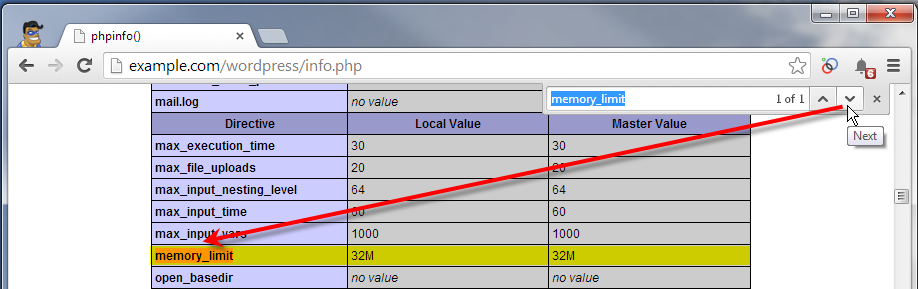 phpinfo()
example.com/wordpress/info.php
6
memory_limit 1 of 1
Next
mail.log no value
Directive Local Value Master Value
max_execution_time 30 30
max_file_uploads 20 20
max_input_nesting_level 64 64
max_input_time 60 60
max_input_vars 1000 1000
memory_limit 32M 32M
open_basedir no value no value